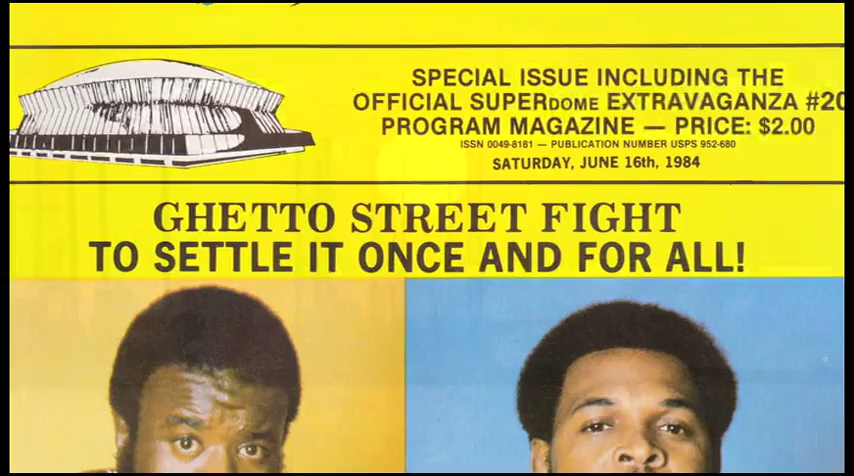 SPECIAL ISSUE INCLUDING THE
OFFICIAL SUPERDOME EXTRAVAGANZA #20
PROGRAM MAGAZINE — PRICE: $2.00
ISSN 0049-8181 — PUBLICATION NUMBER USPS 952-680
SATURDAY, JUNE 16th, 1984
GHETTO STREET FIGHT
TO SETTLE IT ONCE AND FOR ALL!